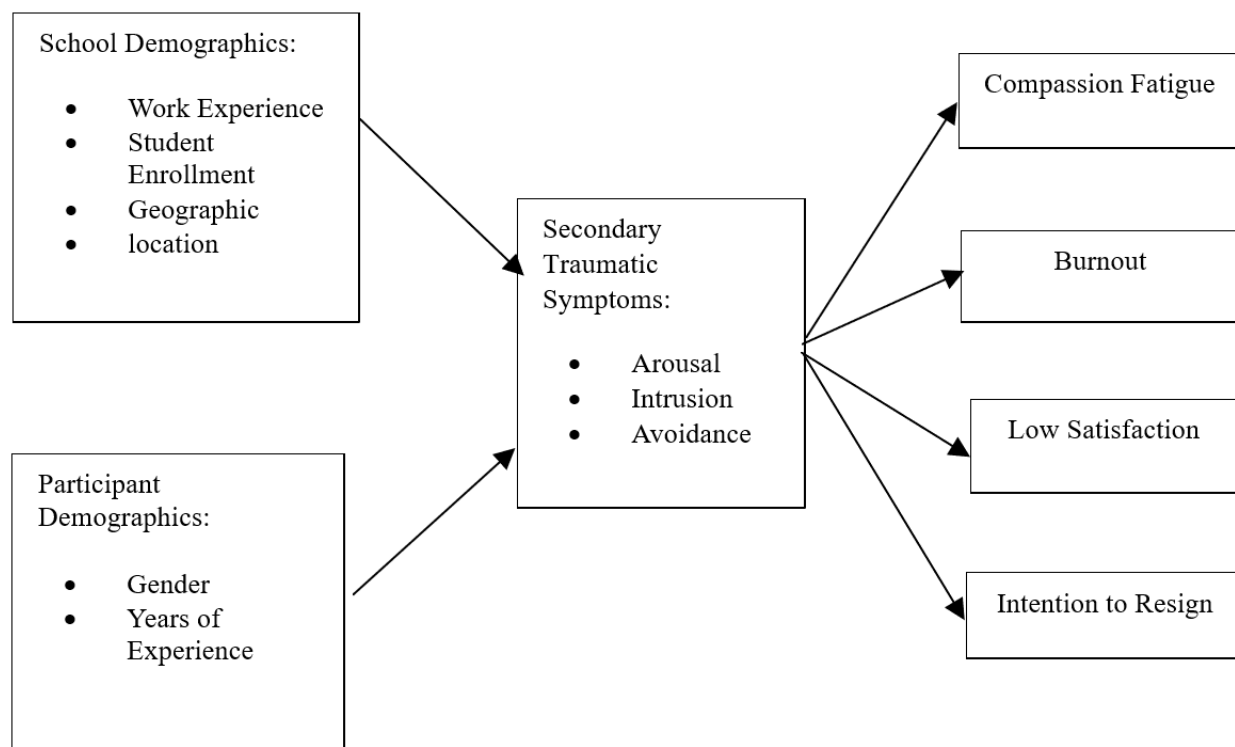 School Demographics:
• Work Experience
• Student
Enrollment
• Geographic
• location
Participant
Demographics:
• Gender
• Years of
Experience
Secondary
Traumatic
Symptoms:
• Arousal
• Intrusion
• Avoidance
Compassion Fatigue
Burnout
Low Satisfaction
Intention to Resign